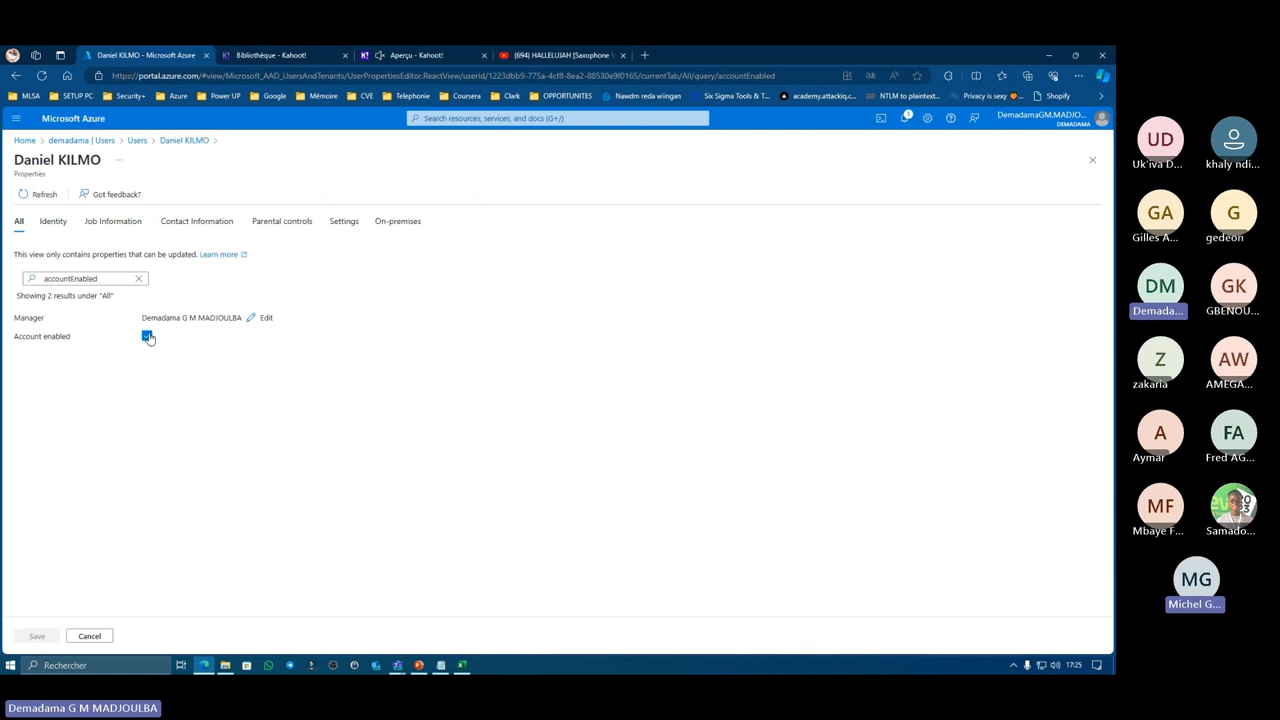 Daniel KILMO - Microsoft Azure
Bibliothèque - Kahoot!
Aperçu - Kahoot!
(694) HALLELUJAH [Saxophone
https://portal.azure.com/#view/Microsoft_AAD_UsersAndTenants/UserPropertiesEditor.ReactView/userId/1223dbb9-775a-4cf8-8ea2-88530e9f0165/currentTab/All/query/accountEnabled
MLSA
SETUP PC
Security+
Azure
Power UP
Google
Mémoire
CVE
Telephonie
Coursera
Clark
OPPORTUNITES
Nawdm reda wiingan
Six Sigma Tools & T...
academy.attackiq.c...
NTLM to plaintext...
Privacy is sexy
Shopify
Microsoft Azure
Search resources, services, and docs (G+/)
1
DemadamaGM.MADJO...
DEMADAMA
Home > demadama | Users > Users > Daniel KILMO >
Daniel KILMO ...
Properties
Refresh
Got feedback?
All
Identity
Job Information
Contact Information
Parental controls
Settings
On-premises
This view only contains properties that can be updated. Learn more
accountEnabled
Showing 2 results under "All"
Manager
Demadama G M MADJOULBA
Edit
Account enabled
Save
Cancel
Rechercher
17:25
Demadama G M MADJOULBA
UD
Uk'iva D...
khaly ndi...
GA
Gilles A...
G
gedeon
DM
Demada...
GK
GBENOU...
Z
zakaria
AW
AMEGA...
A
Aymar
FA
Fred AG...
MF
Mbaye F...
Samado...
MG
Michel G...